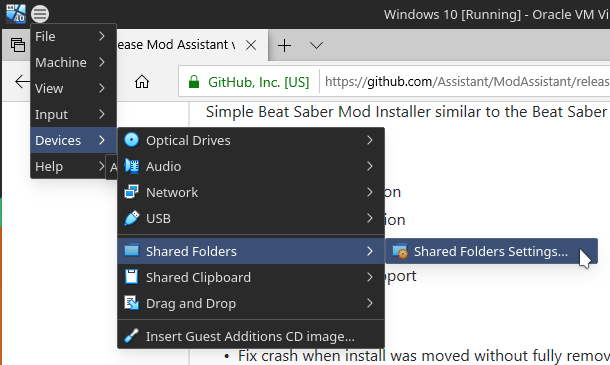 Windows 10 [Running] - Oracle VM Vi
File
Machine
View
Input
Devices
Help
ease Mod Assistant v
GitHub, Inc. [US]
https://github.com/Assistant/ModAssistant/relea
Simple Beat Saber Mod Installer similar to the Beat Saber
A
Optical Drives
Audio
Network
USB
Shared Folders
Shared Clipboard
Drag and Drop
Insert Guest Additions CD image...
Shared Folders Settings...
on
ion
pport
• Fix crash when install was moved without fully remov